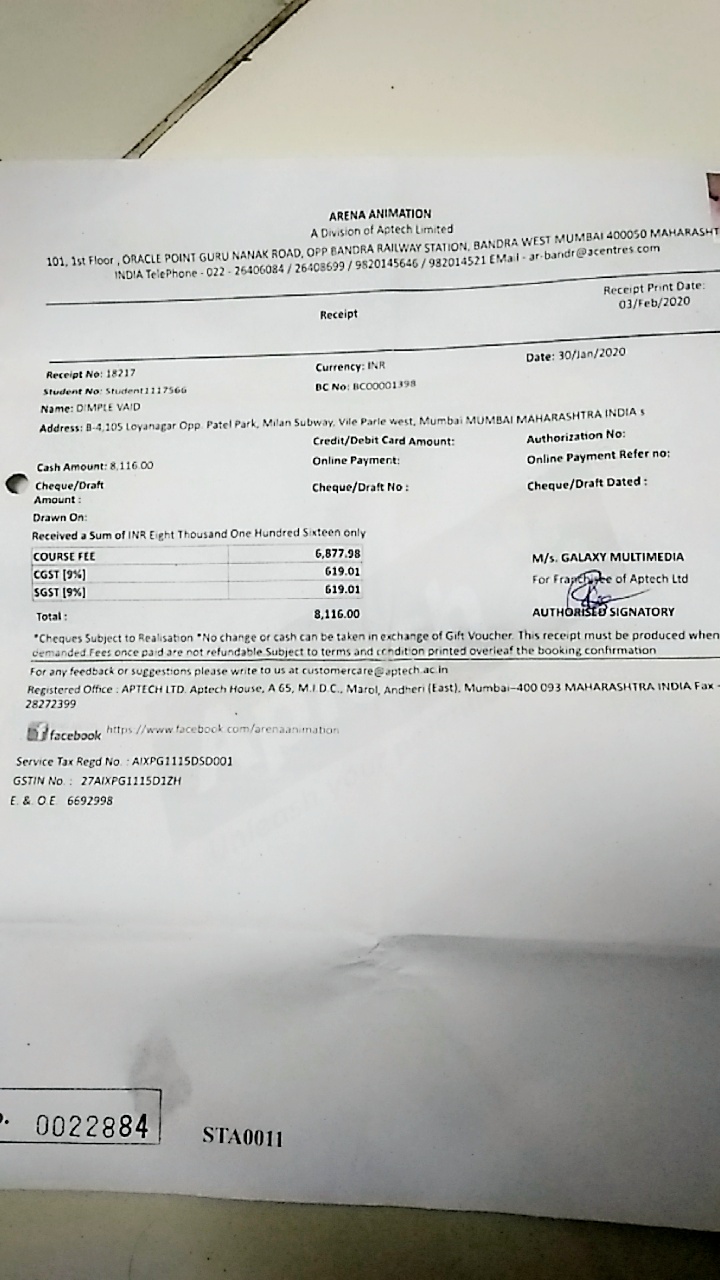 ARENA ANIMATION
A Division of Aptech Limited
101, 1st Floor , ORACLE POINT GURU NANAK ROAD, OPP BANDRA RAILWAY STATION, BANDRA WEST MUMBAI 400050 MAHARASHT
INDIA TelePhone - 022 - 26406084 / 26408699 / 9820145646 / 982014521 EMail - ar-bandr@acentres.com
Receipt Print Date:
03/Feb/2020
Receipt
Receipt No: 18217 Currency: INR Date: 30/Jan/2020
Student No: Student1117566 BC No: BC00001398
Name: DIMPLE VAID
Address: B-4,105 Loyanagar Opp. Patel Park, Milan Subway, Vile Parle west, Mumbai MUMBAI MAHARASHTRA INDIA s
Credit/Debit Card Amount: Authorization No:
Cash Amount: 8,116.00 Online Payment: Online Payment Refer no:
Cheque/Draft Amount : Cheque/Draft No : Cheque/Draft Dated :
Drawn On:
Received a Sum of INR Eight Thousand One Hundred Sixteen only
COURSE FEE 6,877.98
CGST [9%] 619.01
SGST [9%] 619.01
Total : 8,116.00
M/s. GALAXY MULTIMEDIA
For Franchisee of Aptech Ltd
AUTHORISED SIGNATORY
*Cheques Subject to Realisation *No change or cash can be taken in exchange of Gift Voucher. This receipt must be produced when
demanded.Fees once paid are not refundable.Subject to terms and condition printed overleaf the booking confirmation
For any feedback or suggestions please write to us at customercare@aptech.ac.in
Registered Office : APTECH LTD. Aptech House, A 65, M.I.D.C., Marol, Andheri (East), Mumbai-400 093 MAHARASHTRA INDIA Fax -
28272399
facebook https://www.facebook.com/arenaanimation
Service Tax Regd No. : AIXPG1115DSD001
GSTIN No. : 27AIXPG1115D1ZH
E. & O.E. 6692998
0022884 STA0011